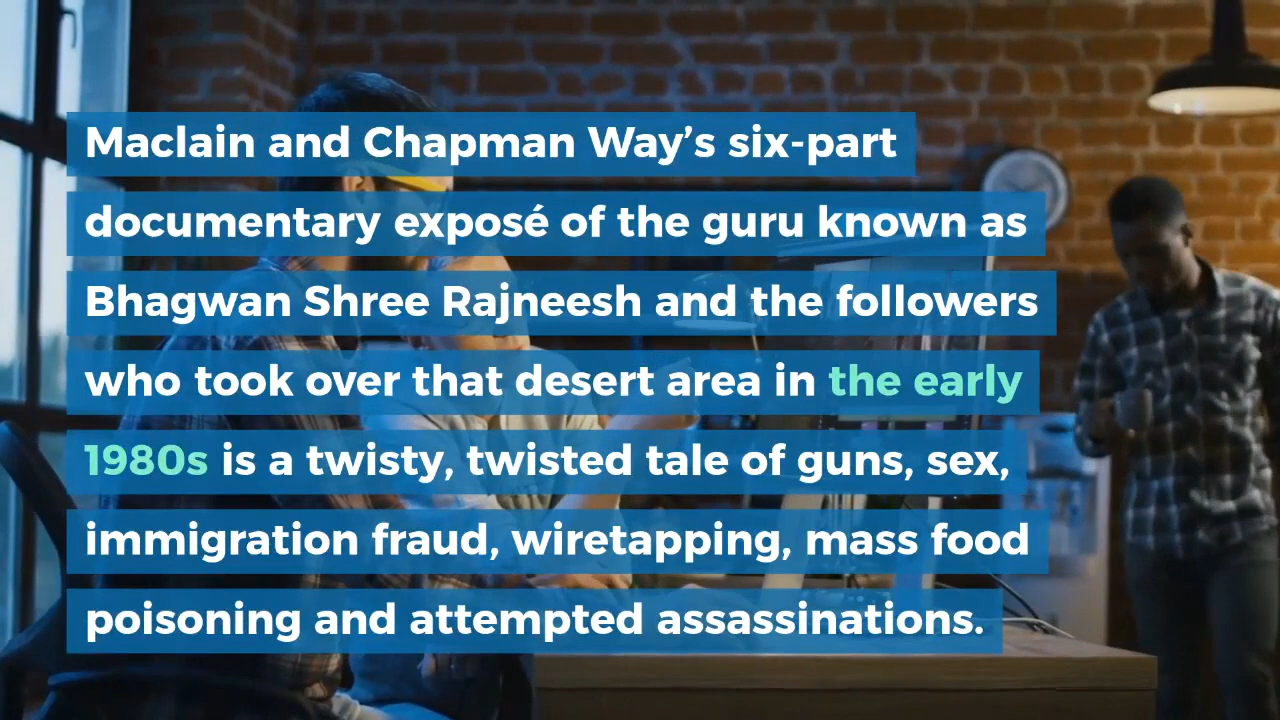 Maclain and Chapman Way’s six-part
documentary exposé of the guru known as
Bhagwan Shree Rajneesh and the followers
who took over that desert area in the early
1980s is a twisty, twisted tale of guns, sex,
immigration fraud, wiretapping, mass food
poisoning and attempted assassinations.